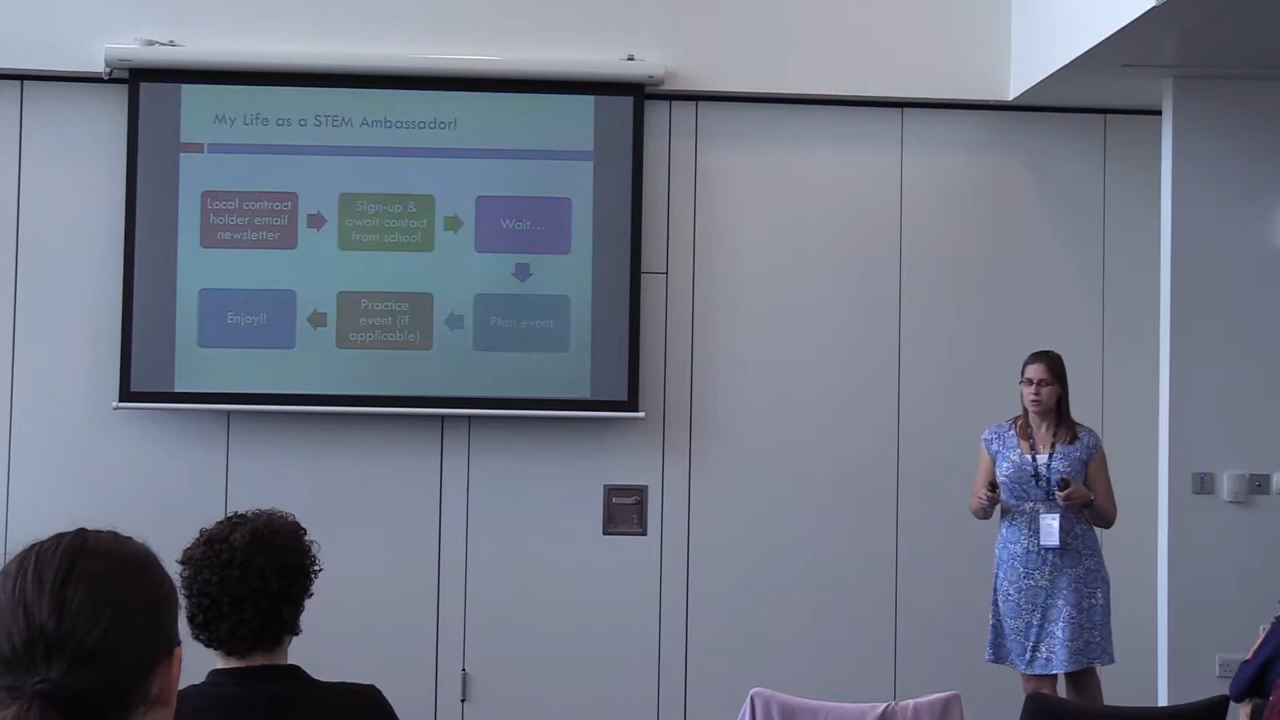 My Life as a STEM Ambassador!
Local contract
holder email
newsletter
Sign-up &
await contact
from school
Wait...
Plan event
Practice
event (if
applicable)
Enjoy!!